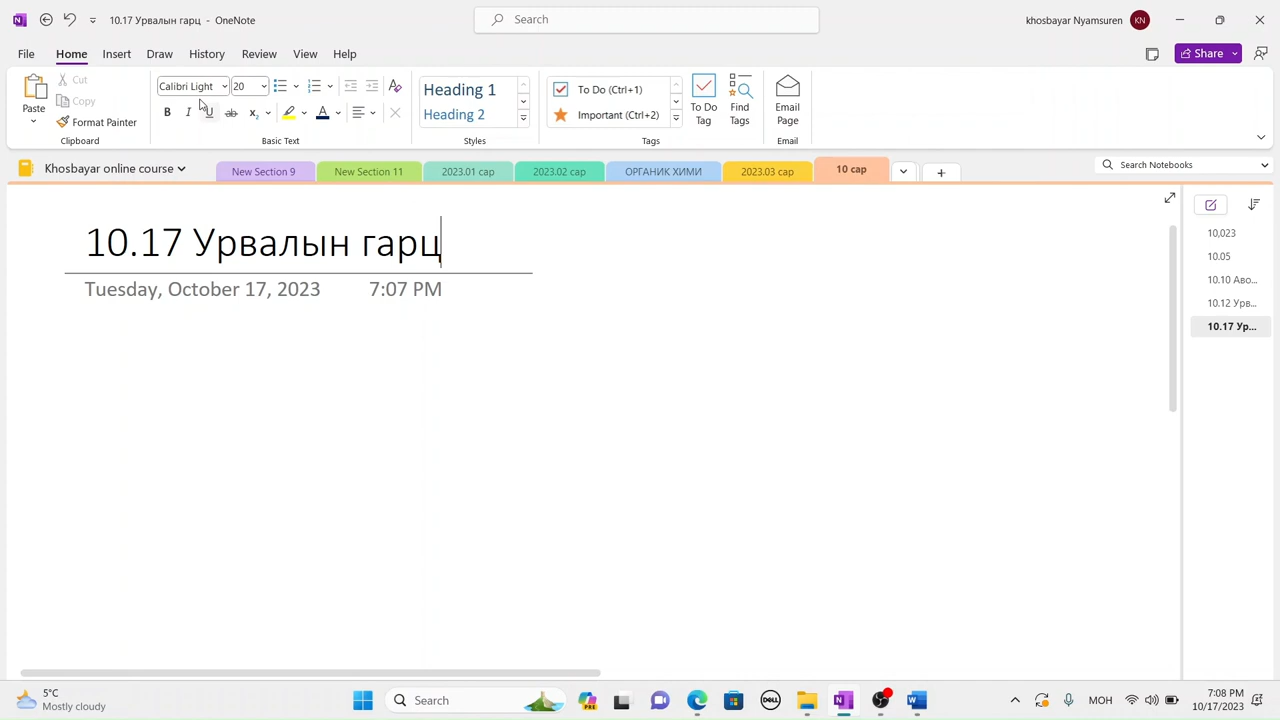 10.17 Урвалын гарц - OneNote
Search
khosbayar Nyamsuren
KN
File Home Insert Draw History Review View Help
Share
Paste
Cut
Copy
Format Painter
Clipboard
Calibri Light 20
B I U ab x₂ A
Basic Text
Heading 1
Heading 2
Styles
To Do (Ctrl+1)
Important (Ctrl+2)
Tags
To Do Tag
Find Tags
Email Page
Email
Khosbayar online course
New Section 9
New Section 11
2023.01 сар
2023.02 сар
ОРГАНИК ХИМИ
2023.03 сар
10 сар
+
Search Notebooks
10.17 Урвалын гарц
Tuesday, October 17, 2023 7:07 PM
10,023
10.05
10.10 Аво...
10.12 Урв...
10.17 Ур...
5°C
Mostly cloudy
Search
PRE
DELL
МОН
7:08 PM
10/17/2023